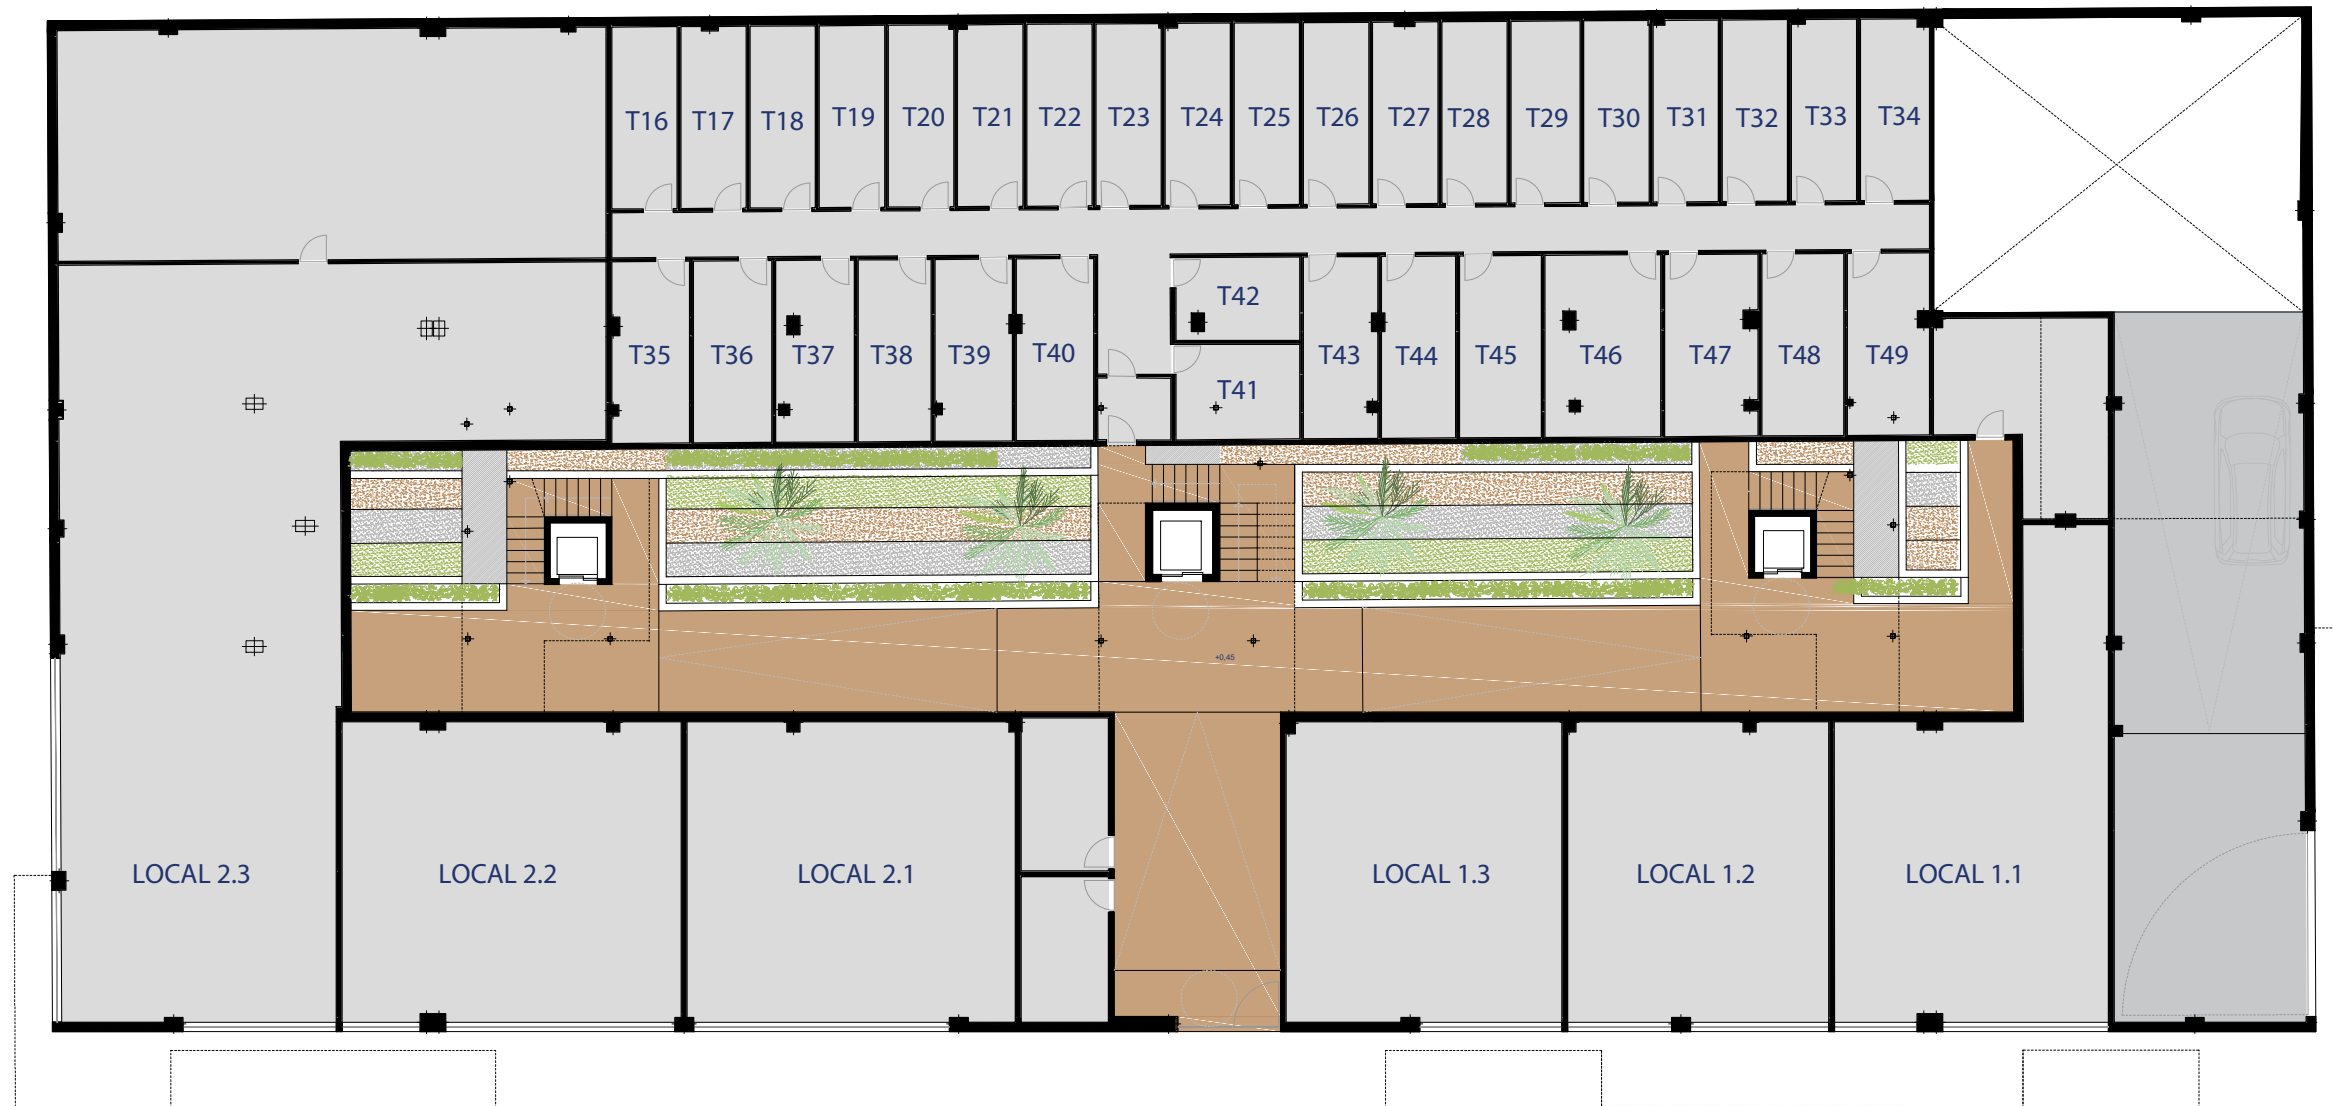 T16 T17 T18 T19 T20 T21 T22 T23 T24 T25 T26 T27 T28 T29 T30 T31 T32 T33 T34
T42
T35 T36 T37 T38 T39 T40 T43 T44 T45 T46 T47 T48 T49
T41
+0,45
LOCAL 2.3 LOCAL 2.2 LOCAL 2.1 LOCAL 1.3 LOCAL 1.2 LOCAL 1.1